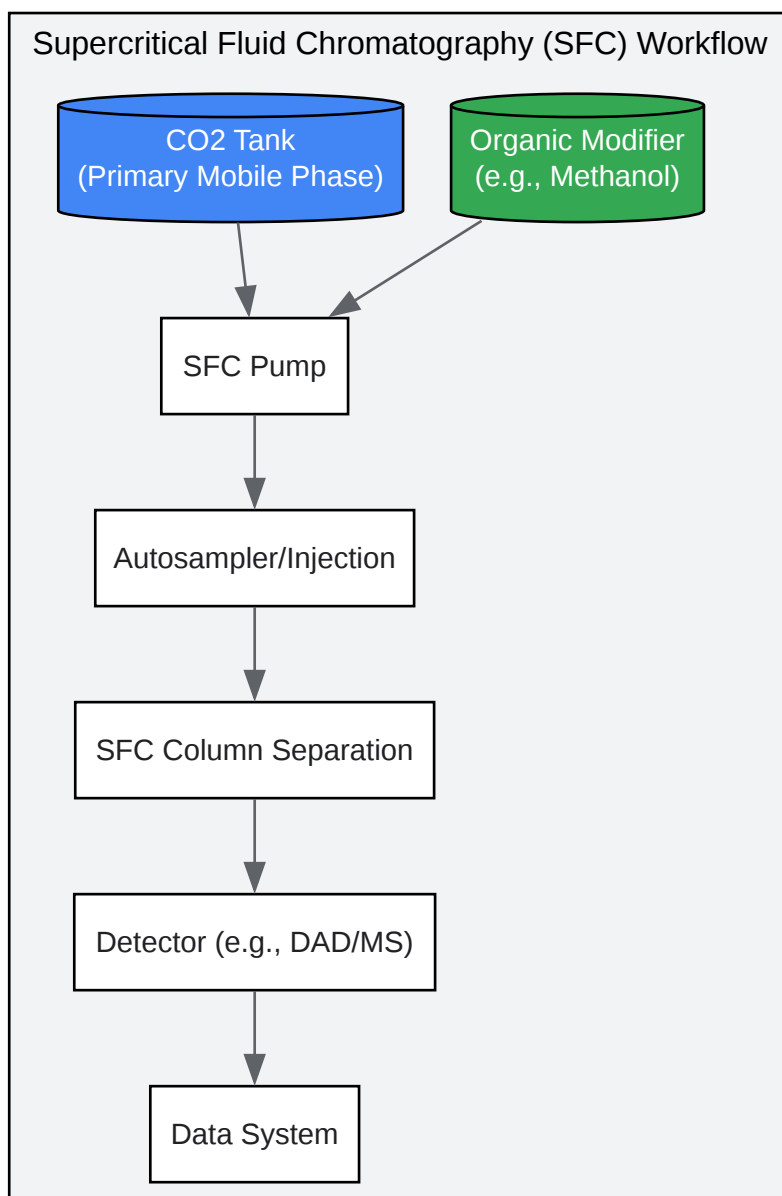 Supercritical Fluid Chromatography (SFC) Workflow
CO2 Tank
(Primary Mobile Phase)
Organic Modifier
(e.g., Methanol)
SFC Pump
Autosampler/Injection
SFC Column Separation
Detector (e.g., DAD/MS)
Data System